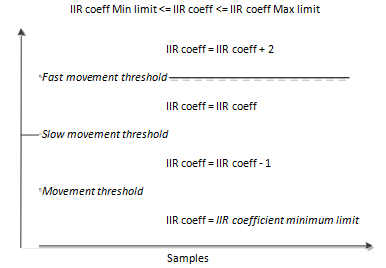 IIR coeff Min limit <= IIR coeff <= IIR coeff Max limit
IIR coeff = IIR coeff + 2
Fast movement threshold
IIR coeff = IIR coeff
Slow movement threshold
IIR coeff = IIR coeff - 1
Movement threshold
IIR coeff = IIR coefficient minimum limit
Samples